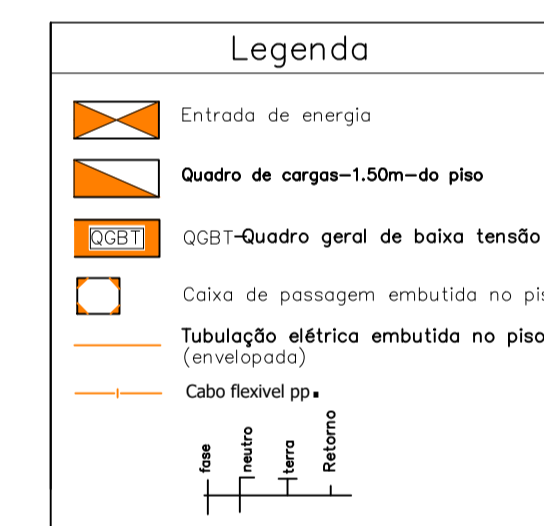 Legenda
Entrada de energia
Quadro de cargas-1.50m-do piso
QGBT
QGBT-Quadro geral de baixa tensão
Caixa de passagem embutida no
Tubulação elétrica embutida no piso
(envelopada)
Cabo flexivel pp.
fase
neutro
terra
Retorno